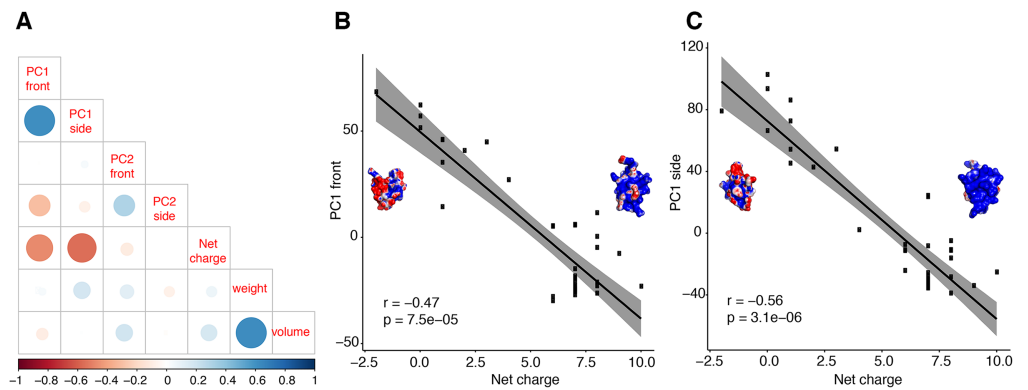 A
PC1
front
PC1
side
PC2
front
PC2
side
Net
charge
weight
volume
−1 −0.8 −0.6 −0.4 −0.2 0 0.2 0.4 0.6 0.8 1
B
PC1 front
50
0
−50
r = −0.47
p = 7.5e−05
−2.5 0.0 2.5 5.0 7.5 10.0
Net charge
C
PC1 side
120
80
40
0
−40
r = −0.56
p = 3.1e−06
−2.5 0.0 2.5 5.0 7.5 10.0
Net charge